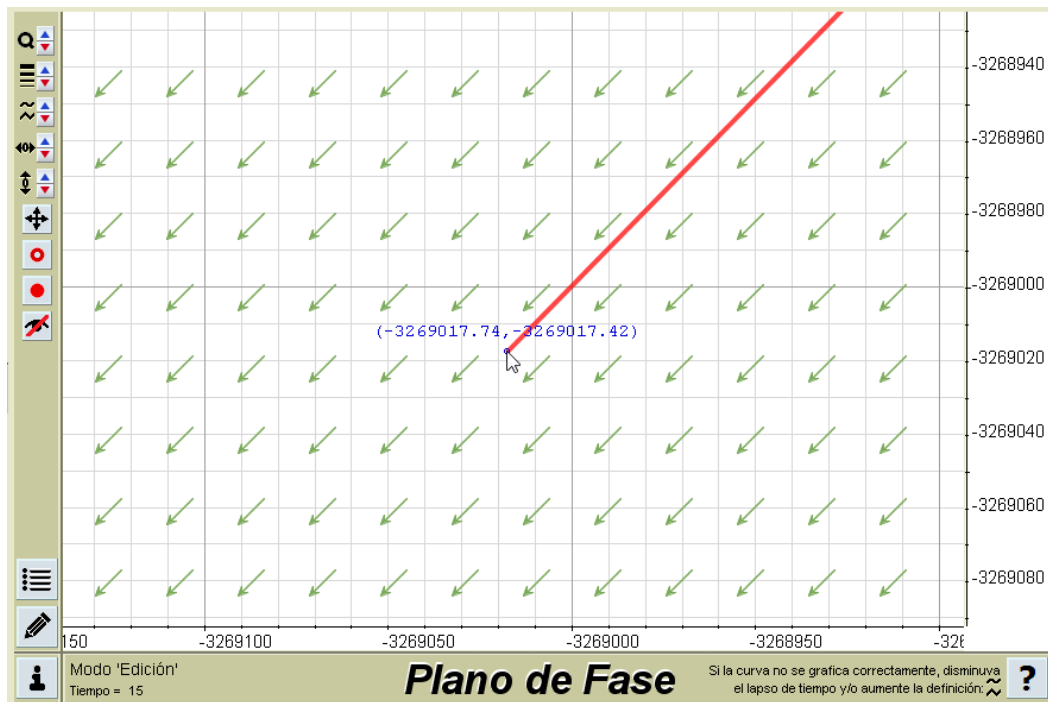 -3268940
-3268960
-3268980
-3269000
(-3269017.74,-3269017.42)
-3269020
-3269040
-3269060
-3269080
150 -3269100 -3269050 -3269000 -3268950 -326
Modo 'Edición'
Tiempo = 15
Plano de Fase
Si la curva no se grafica correctamente, disminuva
el lapso de tiempo y/o aumente la definición:
?